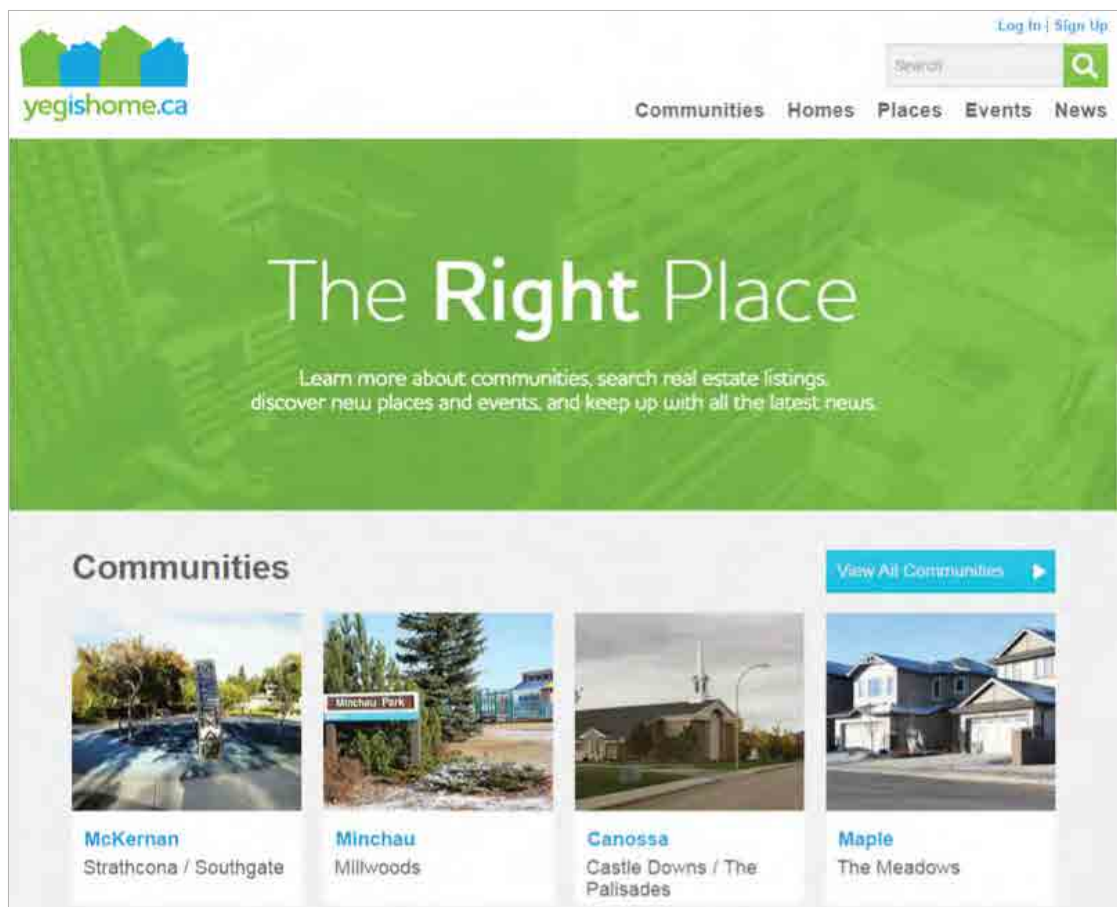 Log In | Sign Up
yegishome.ca
Search
Communities Homes Places Events News
The Right Place
Learn more about communities, search real estate listings,
discover new places and events, and keep up with all the latest news.
Communities
View All Communities
Minchau Park
McKernan
Strathcona / Southgate
Minchau
Millwoods
Canossa
Castle Downs / The
Palisades
Maple
The Meadows